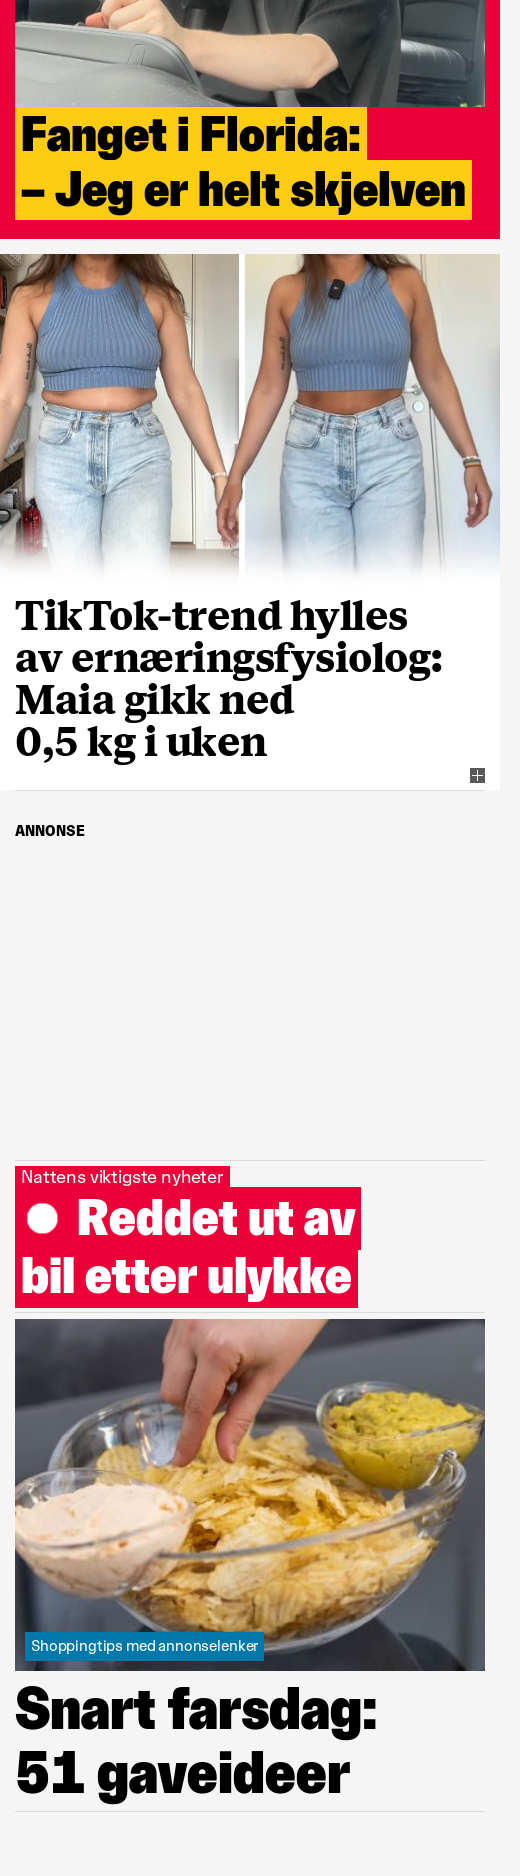 Fanget i Florida:
– Jeg er helt skjelven
TikTok-trend hylles
av ernæringsfysiolog:
Maia gikk ned
0,5 kg i uken
ANNONSE
Nattens viktigste nyheter
Reddet ut av
bil etter ulykke
Shoppingtips med annonselenker
Snart farsdag:
51 gaveideer